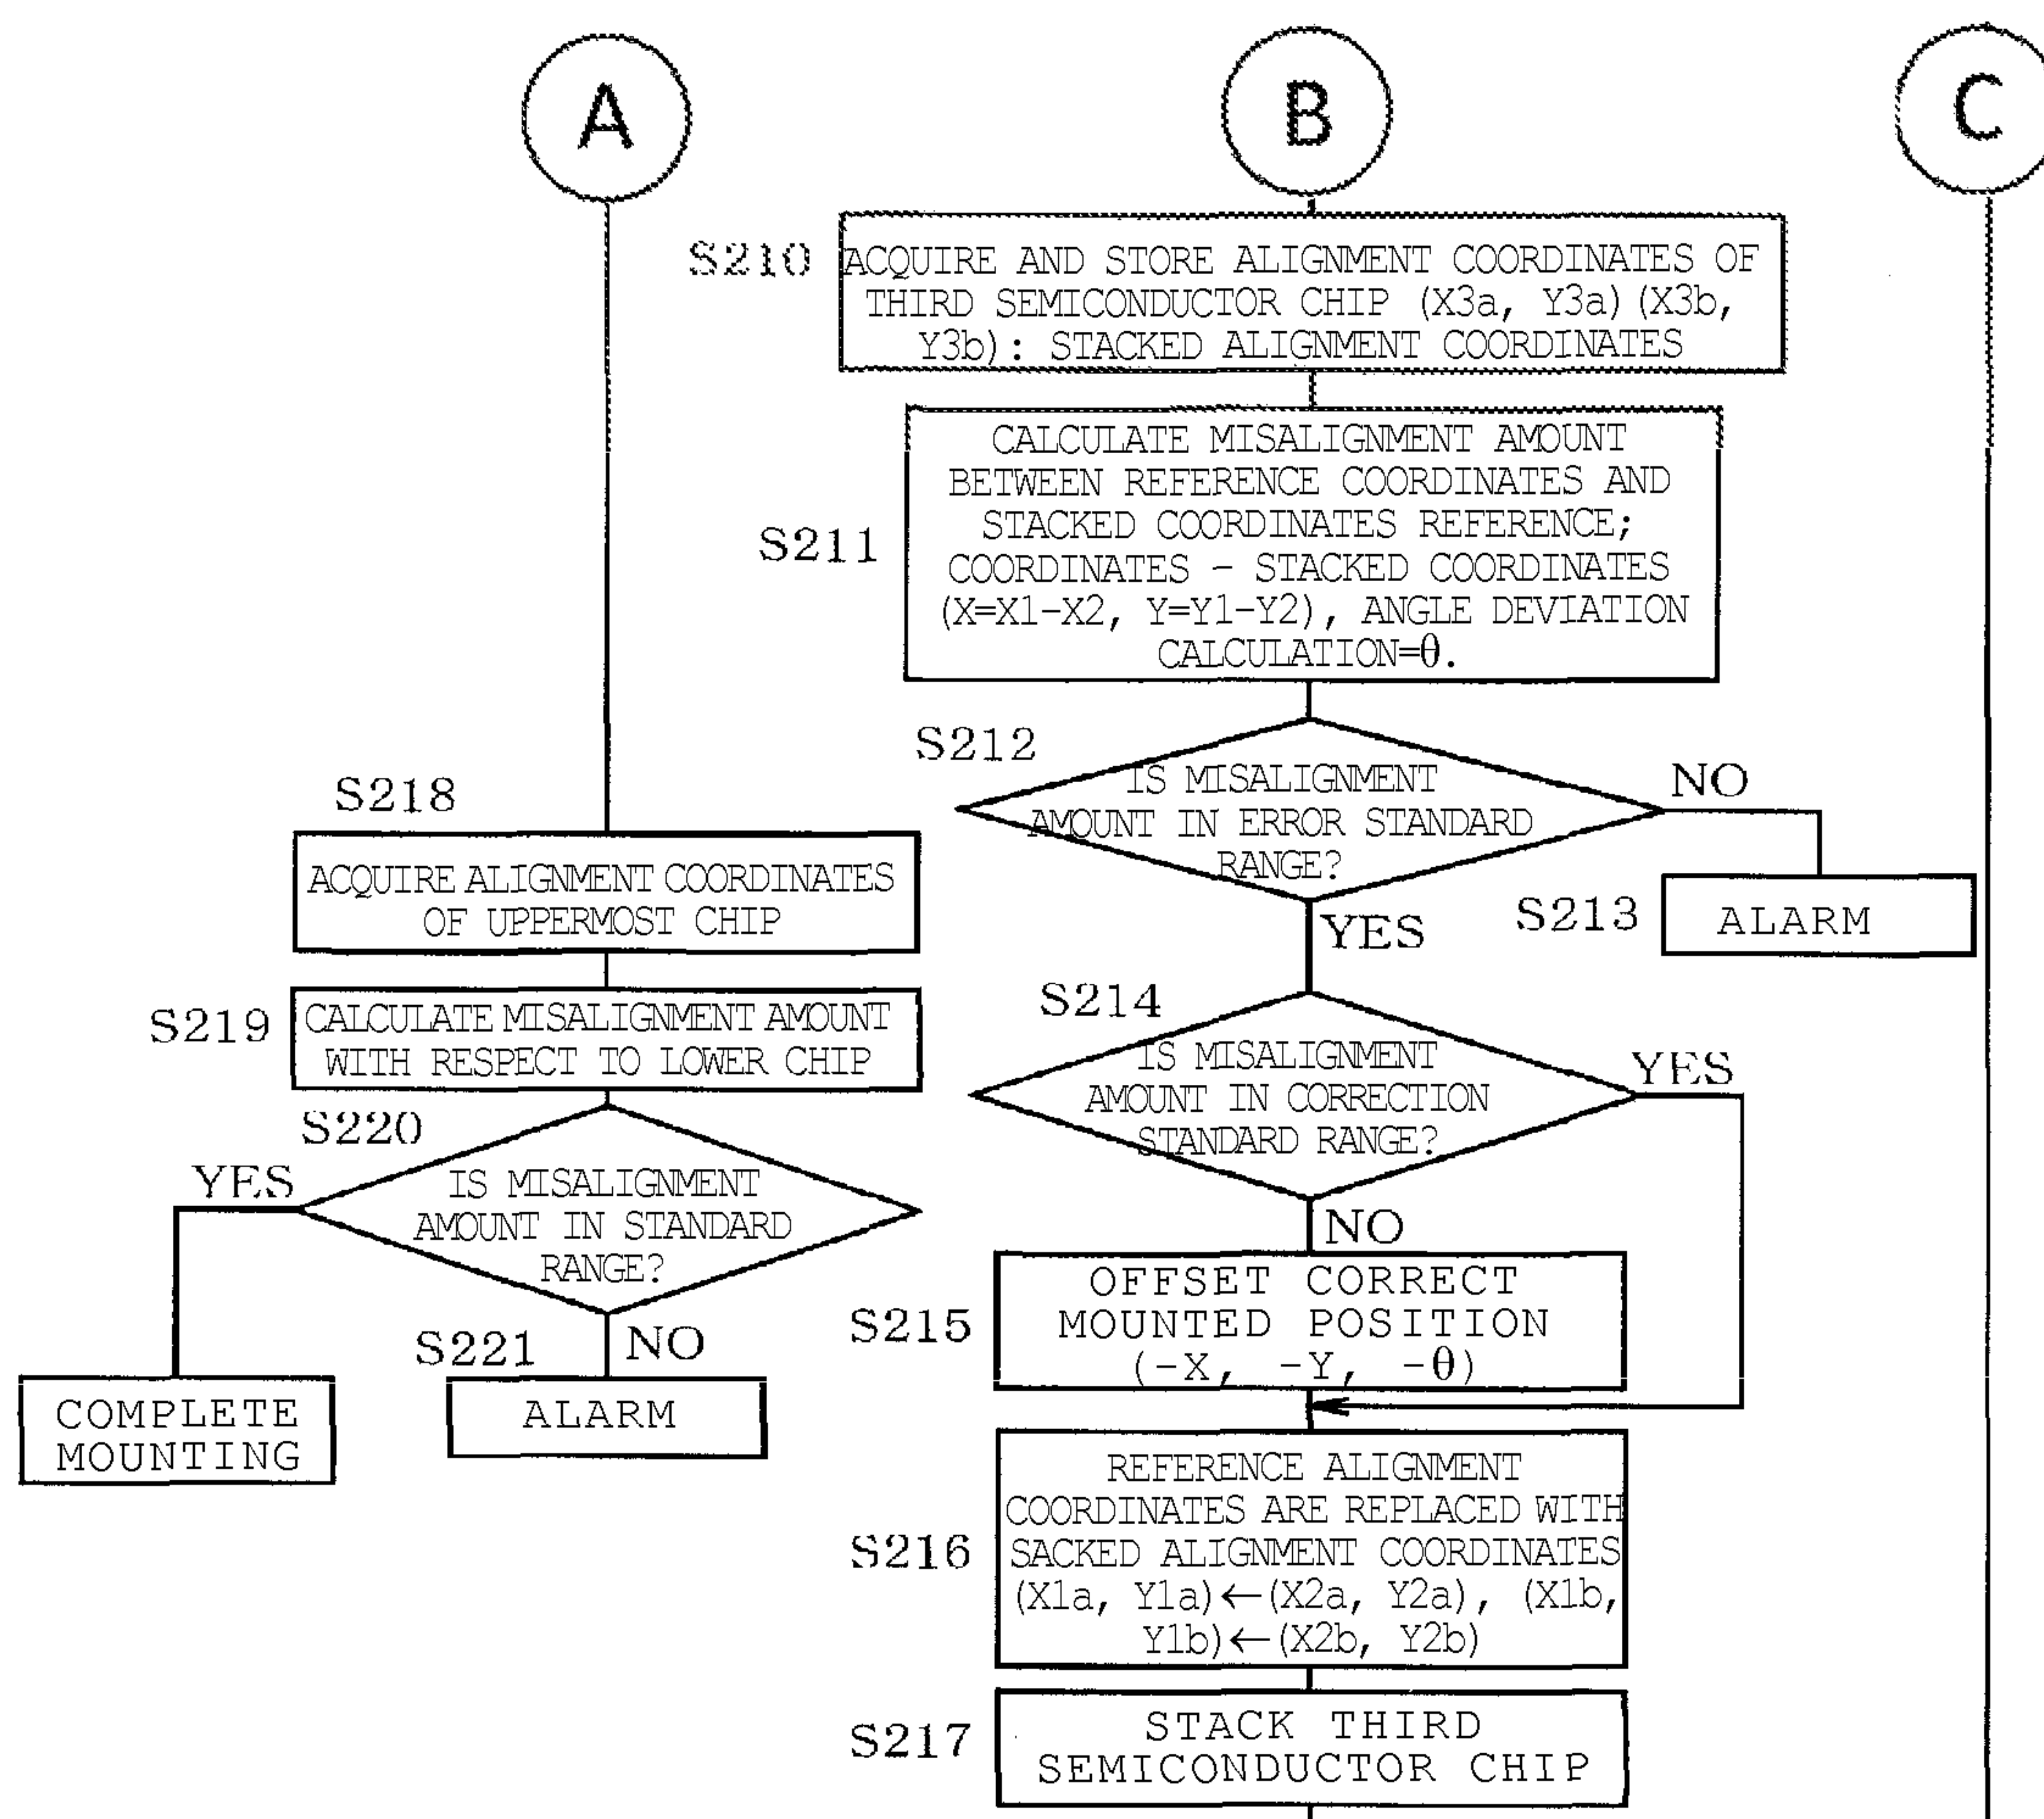 A
B
C
S210
ACQUIRE AND STORE ALIGNMENT COORDINATES OF
THIRD SEMICONDUCTOR CHIP (X3a, Y3a) (X3b,
Y3b): STACKED ALIGNMENT COORDINATES
S211
CALCULATE MISALIGNMENT AMOUNT
BETWEEN REFERENCE COORDINATES AND
STACKED COORDINATES REFERENCE;
COORDINATES - STACKED COORDINATES
(X=X1-X2, Y=Y1-Y2), ANGLE DEVIATION
CALCULATION=θ.
S212
IS MISALIGNMENT
AMOUNT IN ERROR STANDARD
RANGE?
NO
S213
ALARM
YES
S214
IS MISALIGNMENT
AMOUNT IN CORRECTION
STANDARD RANGE?
YES
NO
S215
OFFSET CORRECT
MOUNTED POSITION
(-X, -Y, -θ)
S216
REFERENCE ALIGNMENT
COORDINATES ARE REPLACED WITH
SACKED ALIGNMENT COORDINATES
(X1a, Y1a)←(X2a, Y2a), (X1b,
Y1b)←(X2b, Y2b)
S217
STACK THIRD
SEMICONDUCTOR CHIP
S218
ACQUIRE ALIGNMENT COORDINATES
OF UPPERMOST CHIP
S219
CALCULATE MISALIGNMENT AMOUNT
WITH RESPECT TO LOWER CHIP
S220
IS MISALIGNMENT
AMOUNT IN STANDARD
RANGE?
YES
COMPLETE
MOUNTING
S221
NO
ALARM